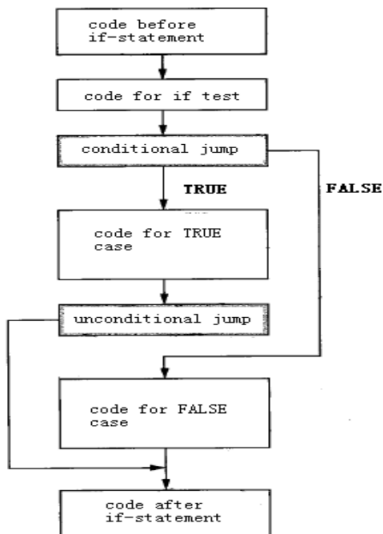 code before
if-statement
code for if test
conditional jump
TRUE
FALSE
code for TRUE
case
unconditional jump
code for FALSE
case
code after
if-statement